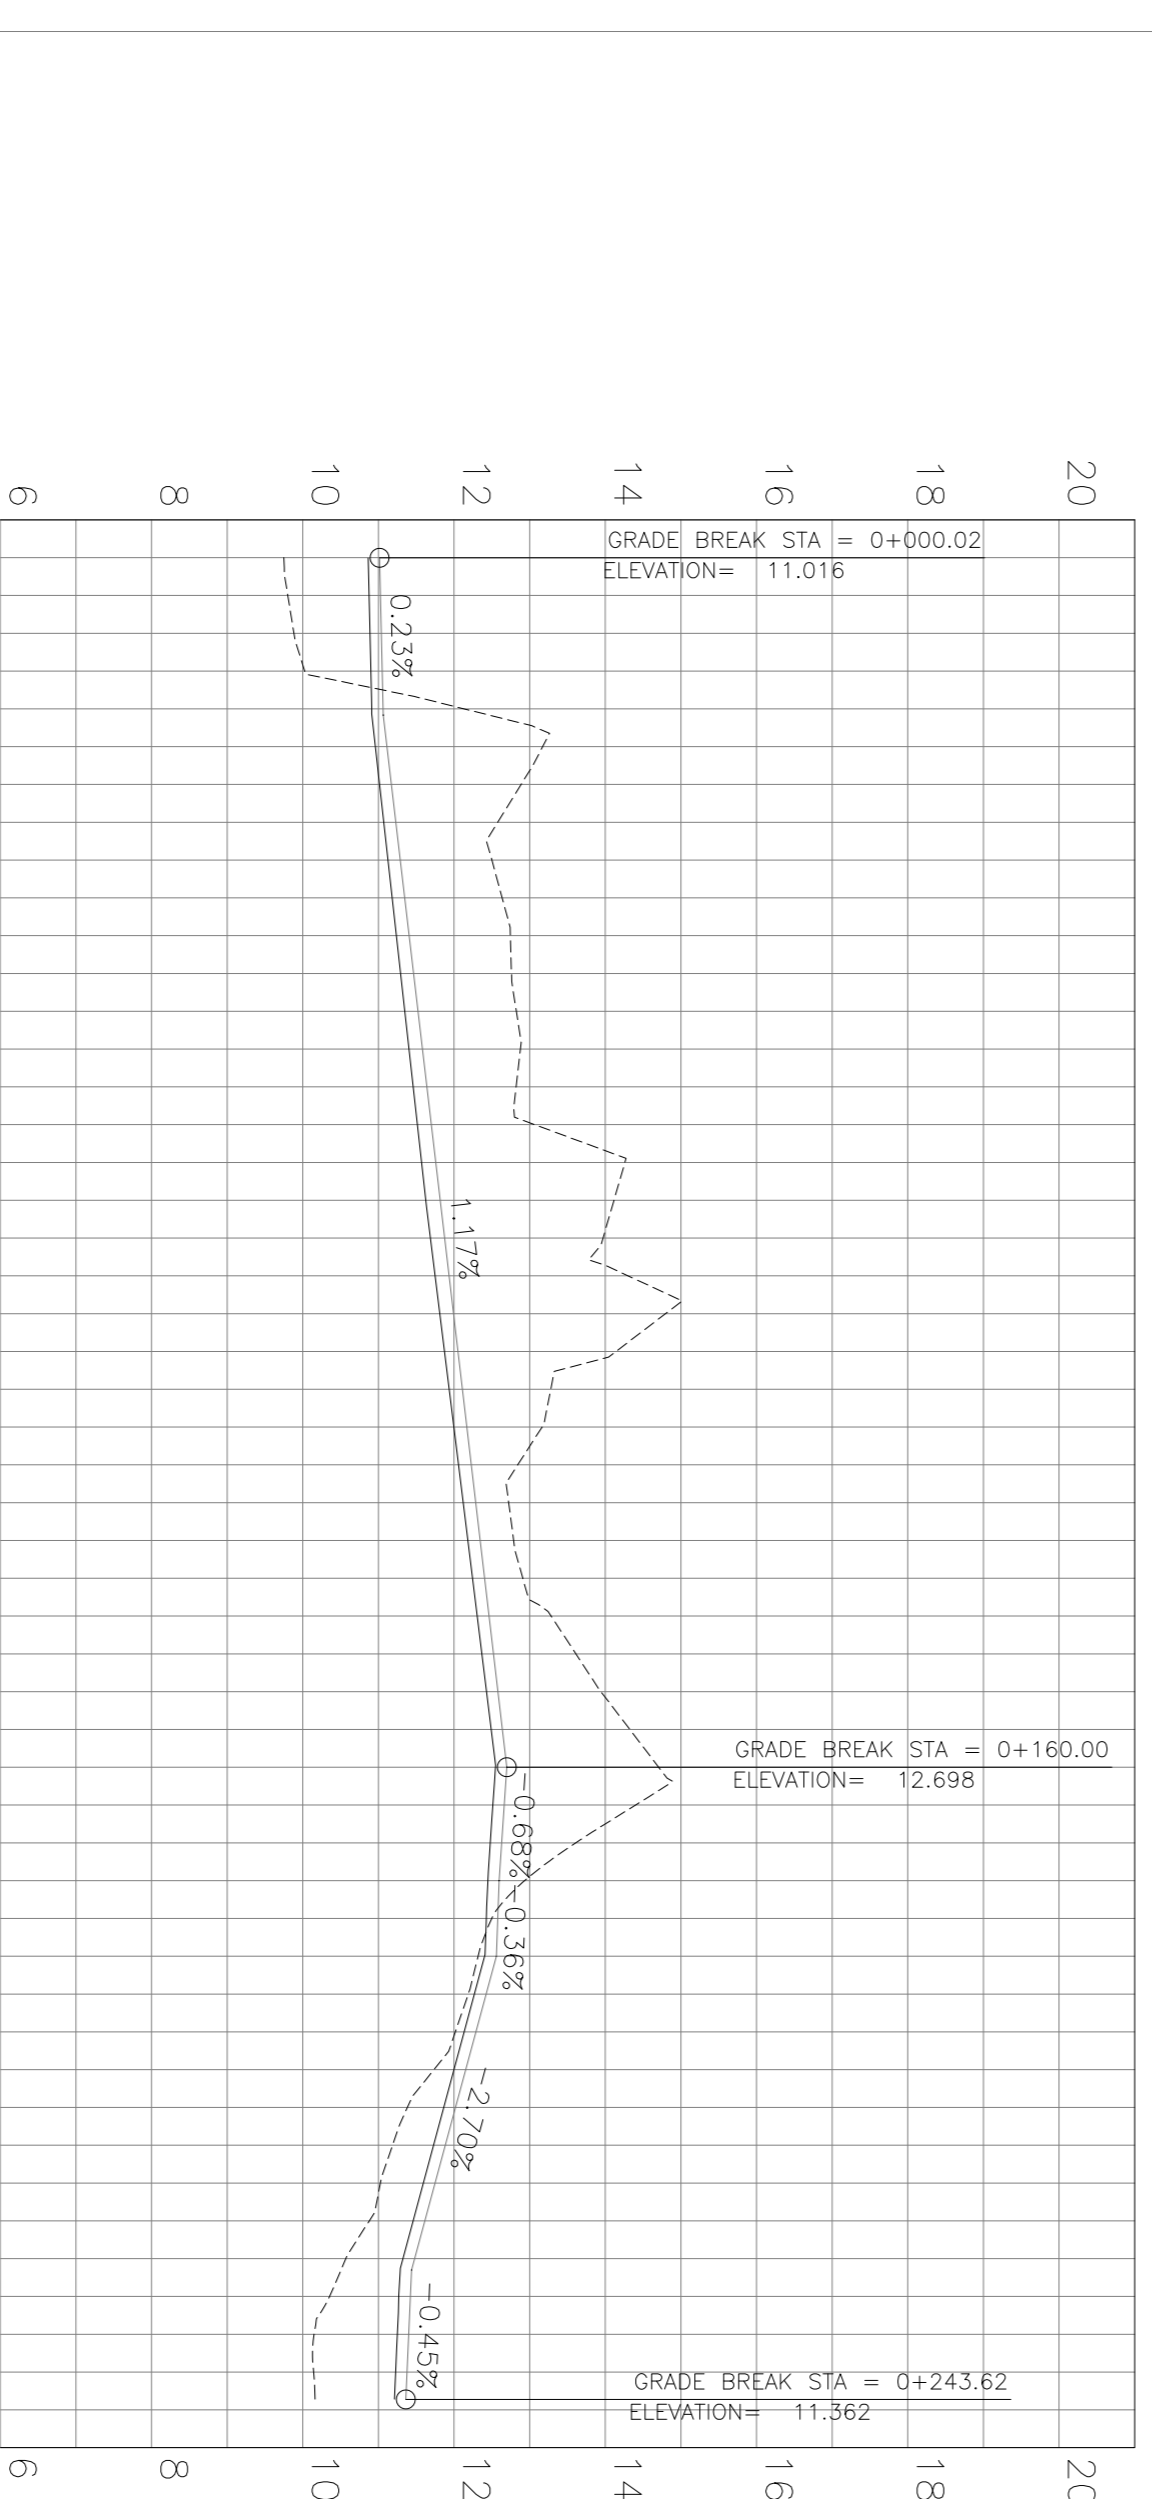 6 8 10 12 14 16 18 20
GRADE BREAK STA = 0+000.02
ELEVATION= 11.016
0.23%
1.17%
GRADE BREAK STA = 0+160.00
ELEVATION= 12.698
-0.68%
-0.36%
-2.70%
-0.45%
GRADE BREAK STA = 0+243.62
ELEVATION= 11.362
6 8 10 12 14 16 18 20